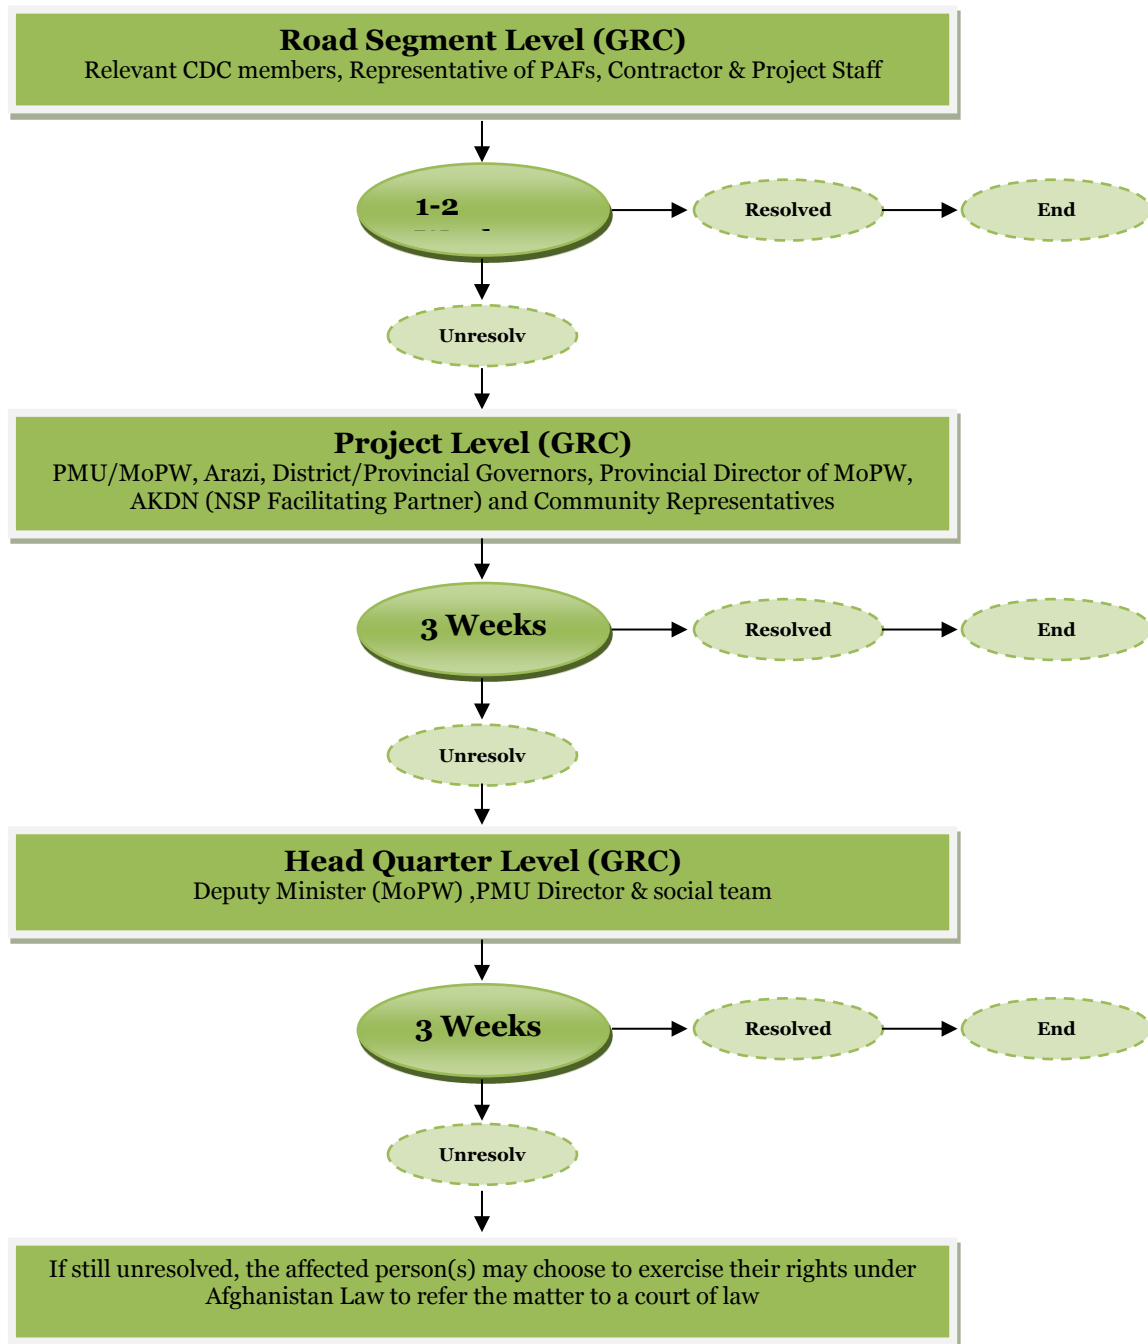 Road Segment Level (GRC)
Relevant CDC members, Representative of PAFs, Contractor & Project Staff
1-2
Resolved
End
Unresolv
Project Level (GRC)
PMU/MoPW, Arazi, District/Provincial Governors, Provincial Director of MoPW,
AKDN (NSP Facilitating Partner) and Community Representatives
3 Weeks
Resolved
End
Unresolv
Head Quarter Level (GRC)
Deputy Minister (MoPW) ,PMU Director & social team
3 Weeks
Resolved
End
Unresolv
If still unresolved, the affected person(s) may choose to exercise their rights under
Afghanistan Law to refer the matter to a court of law